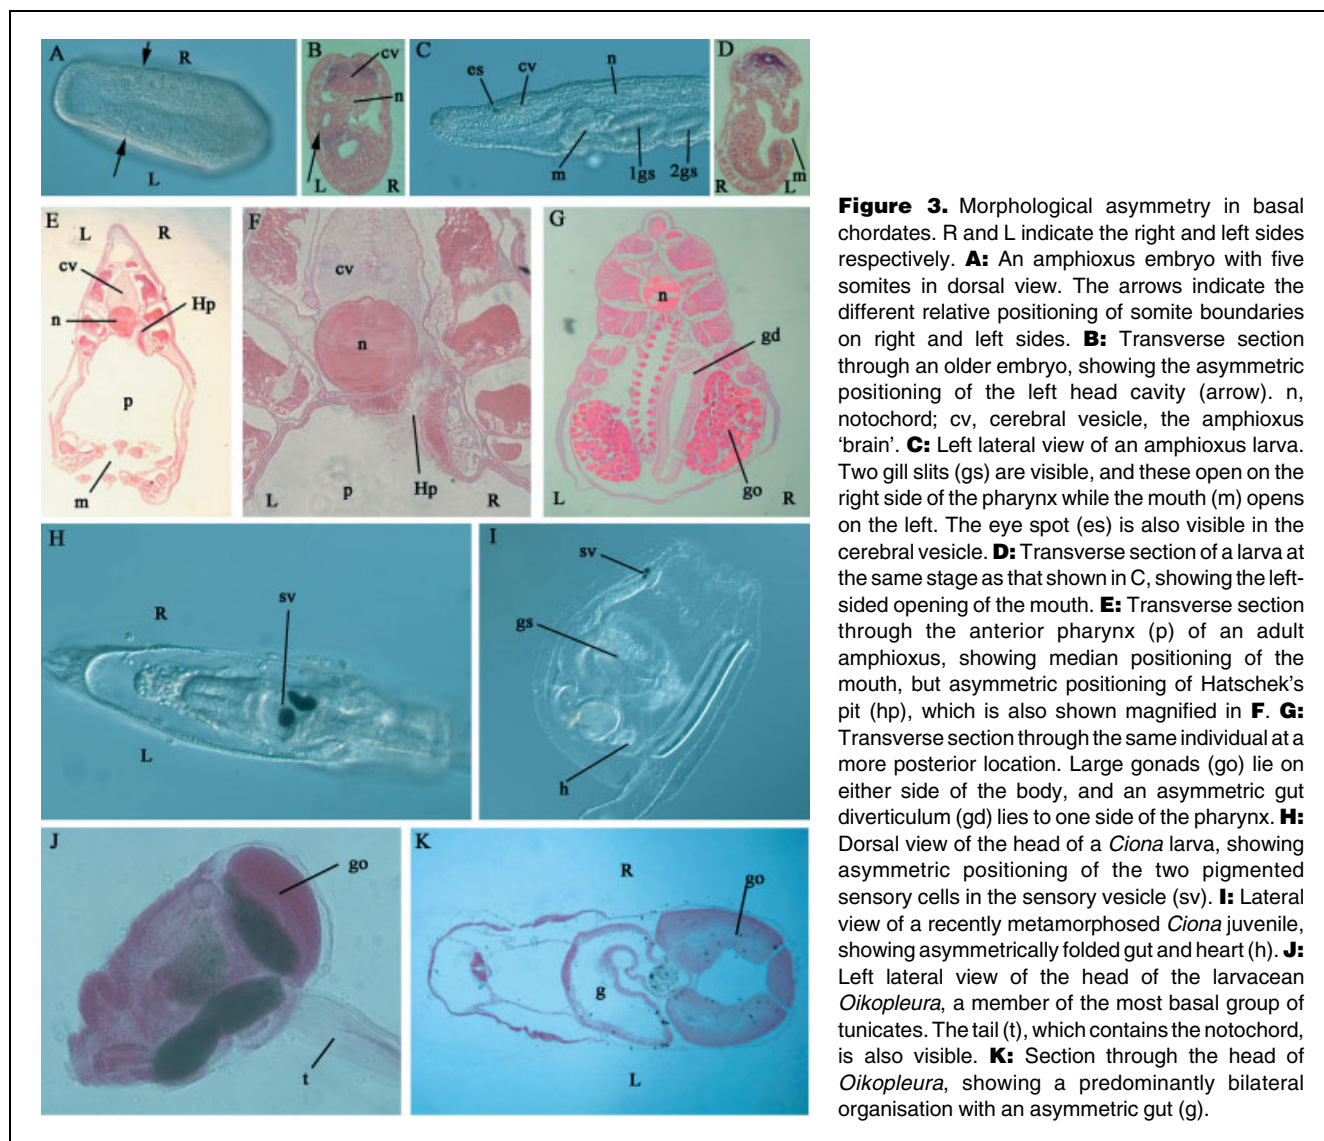 A
R
L
B
cv
n
L
R
C
es
cv
n
m
1gs
2gs
D
R
L
m
E
L
R
cv
Hp
n
p
m
F
cv
n
p
Hp
L
R
G
n
gd
go
L
R
H
R
sv
L
I
sv
gs
h
J
go
t
K
R
go
g
L
Figure 3. Morphological asymmetry in basal
chordates. R and L indicate the right and left sides
respectively. A: An amphioxus embryo with five
somites in dorsal view. The arrows indicate the
different relative positioning of somite boundaries
on right and left sides. B: Transverse section
through an older embryo, showing the asymmetric
positioning of the left head cavity (arrow). n,
notochord; cv, cerebral vesicle, the amphioxus
'brain'. C: Left lateral view of an amphioxus larva.
Two gill slits (gs) are visible, and these open on the
right side of the pharynx while the mouth (m) opens
on the left. The eye spot (es) is also visible in the
cerebral vesicle. D: Transverse section of a larva at
the same stage as that shown in C, showing the left-
sided opening of the mouth. E: Transverse section
through the anterior pharynx (p) of an adult
amphioxus, showing median positioning of the
mouth, but asymmetric positioning of Hatschek's
pit (hp), which is also shown magnified in F. G:
Transverse section through the same individual at a
more posterior location. Large gonads (go) lie on
either side of the body, and an asymmetric gut
diverticulum (gd) lies to one side of the pharynx. H:
Dorsal view of the head of a Ciona larva, showing
asymmetric positioning of the two pigmented
sensory cells in the sensory vesicle (sv). I: Lateral
view of a recently metamorphosed Ciona juvenile,
showing asymmetrically folded gut and heart (h). J:
Left lateral view of the head of the larvacean
Oikopleura, a member of the most basal group of
tunicates. The tail (t), which contains the notochord,
is also visible. K: Section through the head of
Oikopleura, showing a predominantly bilateral
organisation with an asymmetric gut (g).